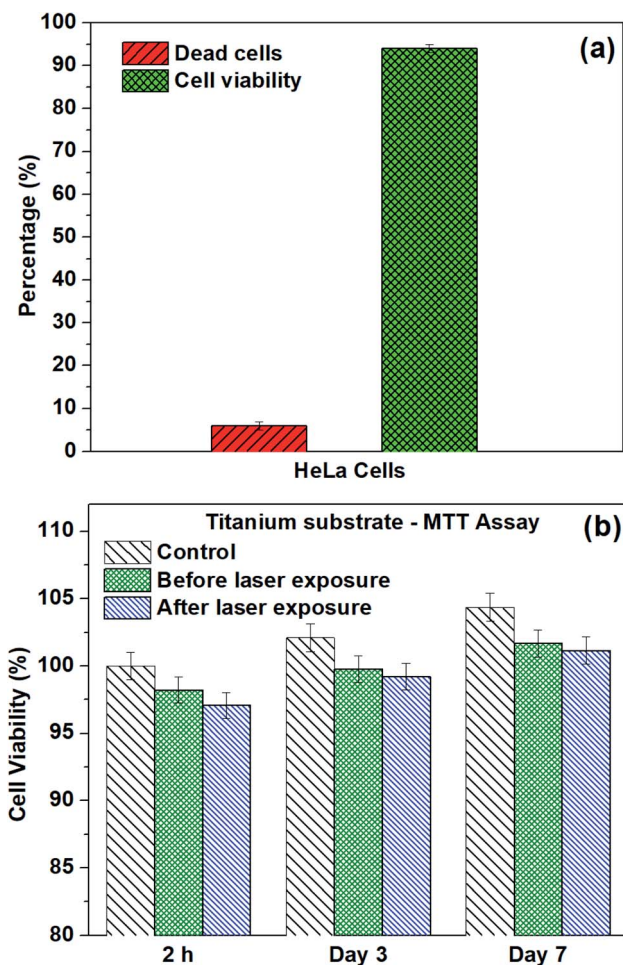 100
90
80
70
60
50
40
30
20
10
0
Percentage (%)
Dead cells
Cell viability
(a)
HeLa Cells
110
105
100
95
90
85
80
Cell Viability (%)
Titanium substrate - MTT Assay
(b)
Control
Before laser exposure
After laser exposure
2 h Day 3 Day 7